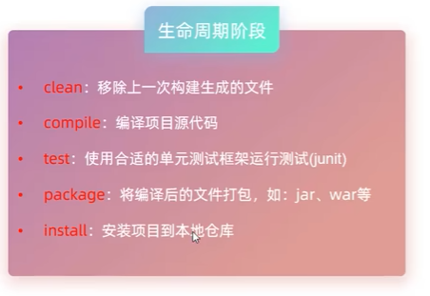 生命周期阶段
• clean：移除上一次构建生成的文件
• compile：编译项目源代码
• test：使用合适的单元测试框架运行测试(junit)
• package：将编译后的文件打包，如：jar、war等
• install：安装项目到本地仓库